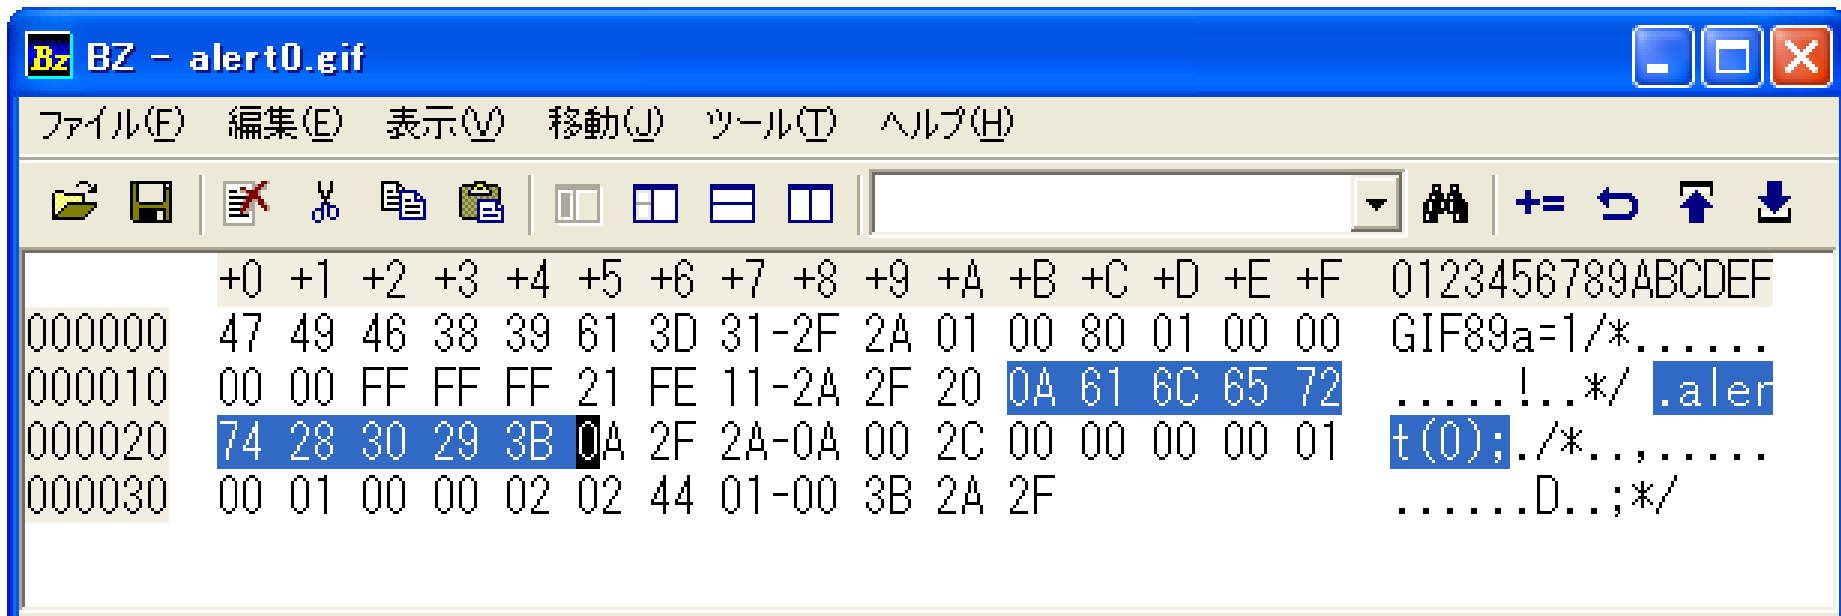 Bz BZ - alert0.gif
ファイル(F) 編集(E) 表示(V) 移動(J) ツール(T) ヘルプ(H)
+=
+0 +1 +2 +3 +4 +5 +6 +7 +8 +9 +A +B +C +D +E +F 0123456789ABCDEF
000000 47 49 46 38 39 61 3D 31-2F 2A 01 00 80 01 00 00 GIF89a=1/*......
000010 00 00 FF FF FF 21 FE 11-2A 2F 20 0A 61 6C 65 72 .....!..*/ .aler
000020 74 28 30 29 3B 0A 2F 2A-0A 00 2C 00 00 00 00 01 t(0);./*..,.....
000030 00 01 00 00 02 02 44 01-00 3B 2A 2F ......D..;*/